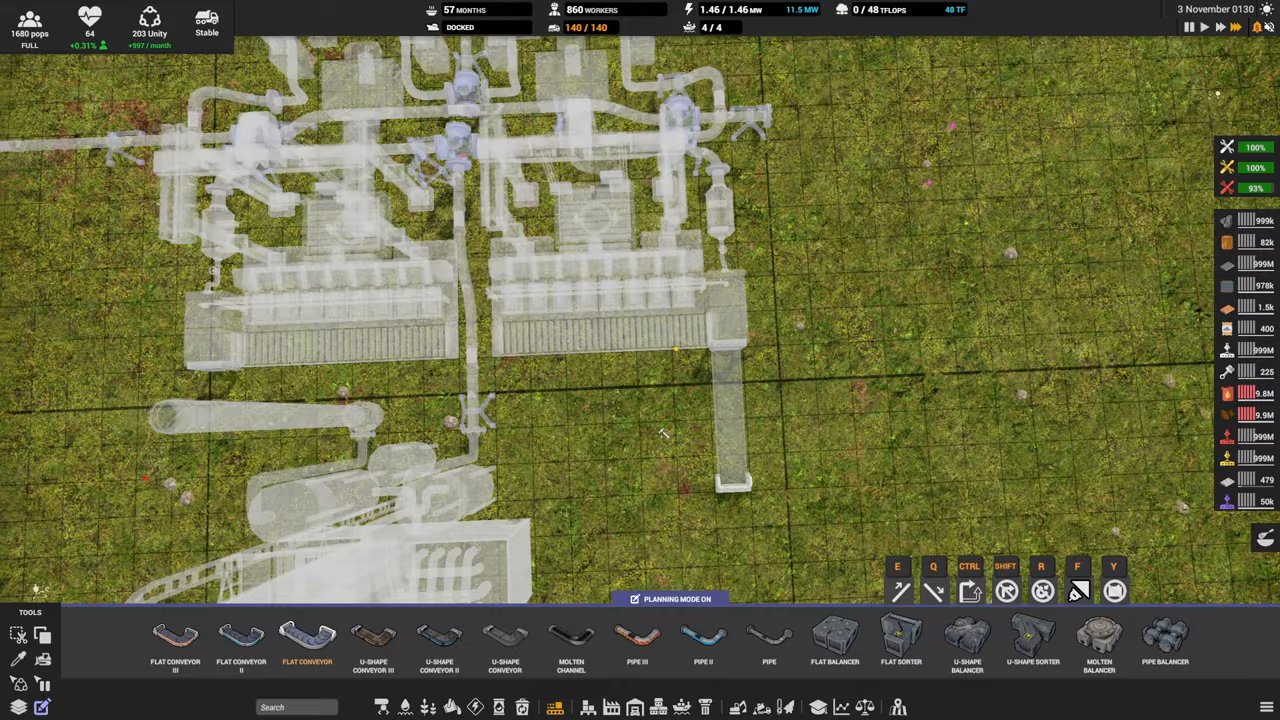 57 MONTHS
860 WORKERS
1.46 / 1.46 MW
11.5 MW
0 / 48 TFLOPS
48 TF
3 November 0130
DOCKED
140 / 140
4 / 4
1680 pops
64
203 Unity
Stable
FULL
+0.31%
+997 / month
100%
100%
93%
999k
82k
999M
978k
1.5k
400
999M
225
9.8M
9.9M
999M
999M
479
50k
E
Q
CTRL
SHIFT
R
F
Y
PLANNING MODE ON
TOOLS
FLAT CONVEYOR III
FLAT CONVEYOR II
FLAT CONVEYOR
U-SHAPE CONVEYOR III
U-SHAPE CONVEYOR II
U-SHAPE CONVEYOR
MOLTEN CHANNEL
PIPE III
PIPE II
PIPE
FLAT BALANCER
FLAT SORTER
U-SHAPE BALANCER
U-SHAPE SORTER
MOLTEN BALANCER
PIPE BALANCER
Search